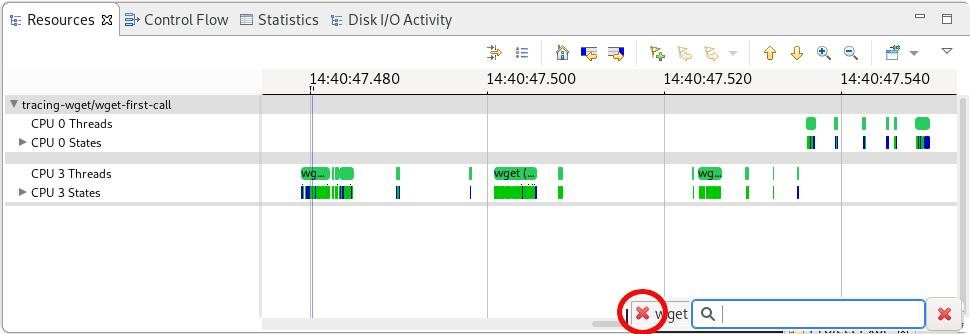 Resources Control Flow Statistics Disk I/O Activity
14:40:47.480 14:40:47.500 14:40:47.520 14:40:47.540
tracing-wget/wget-first-call
CPU 0 Threads
CPU 0 States
CPU 3 Threads wg... wget (... wg...
CPU 3 States
wget